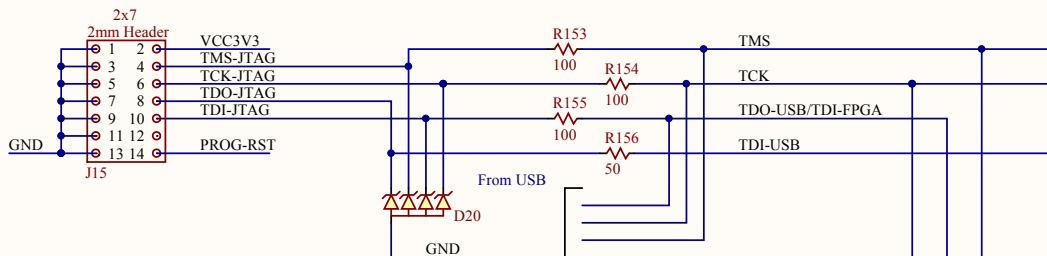 2x7
2mm Header
1 2 VCC3V3
3 4 TMS-JTAG
5 6 TCK-JTAG
7 8 TDO-JTAG
9 10 TDI-JTAG
11 12
13 14 PROG-RST
GND
J15
R153
100
TMS
R154
100
TCK
R155
100
TDO-USB/TDI-FPGA
R156
50
TDI-USB
From USB
D20
GND